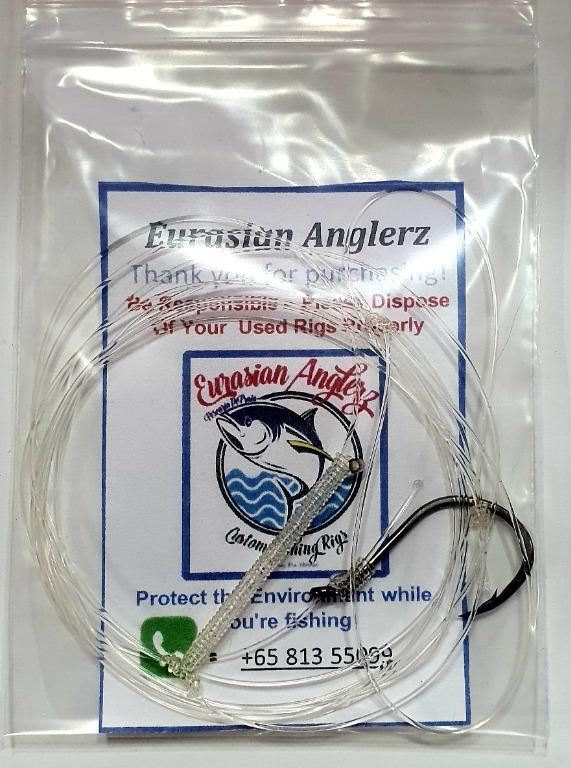 Eurasian Anglerz
Thank you for purchasing!
Be Responsible - Please Dispose
Of Your Used Rigs Properly
Eurasian Anglerz
Custom Fishing Rigz
Protect the Environment while
you're fishing
: +65 813 55099